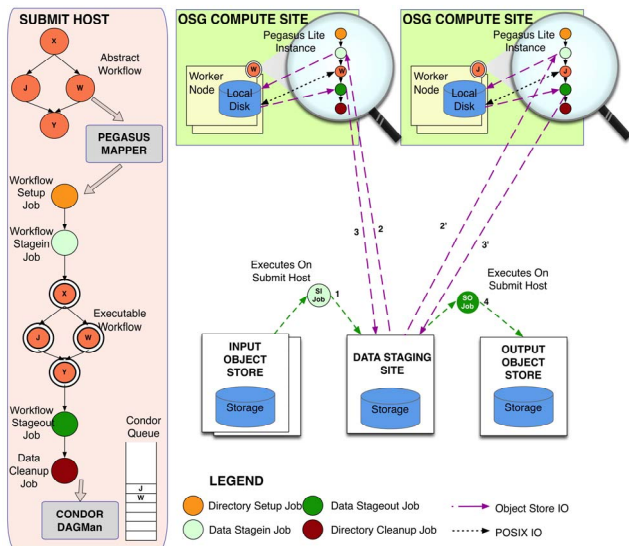 SUBMIT HOST
X
Abstract
Workflow
J
W
Y
PEGASUS
MAPPER
Workflow
Setup
Job
Workflow
Stagein
Job
X
Executable
Workflow
J
W
Y
Workflow
Stageout
Job
Data
Cleanup
Job
Condor
Queue
J
W
CONDOR
DAGMan
OSG COMPUTE SITE
Pegasus Lite
Instance
W
Worker
Node
Local
Disk
W
OSG COMPUTE SITE
Pegasus Lite
Instance
J
Worker
Node
Local
Disk
J
3
2
2'
3'
Executes On
Submit Host
SI
Job
1
Executes On
Submit Host
SO
Job
4
INPUT
OBJECT
STORE
Storage
DATA STAGING
SITE
Storage
OUTPUT
OBJECT
STORE
Storage
LEGEND
Directory Setup Job
Data Stageout Job
Object Store IO
Data Stagein Job
Directory Cleanup Job
POSIX IO